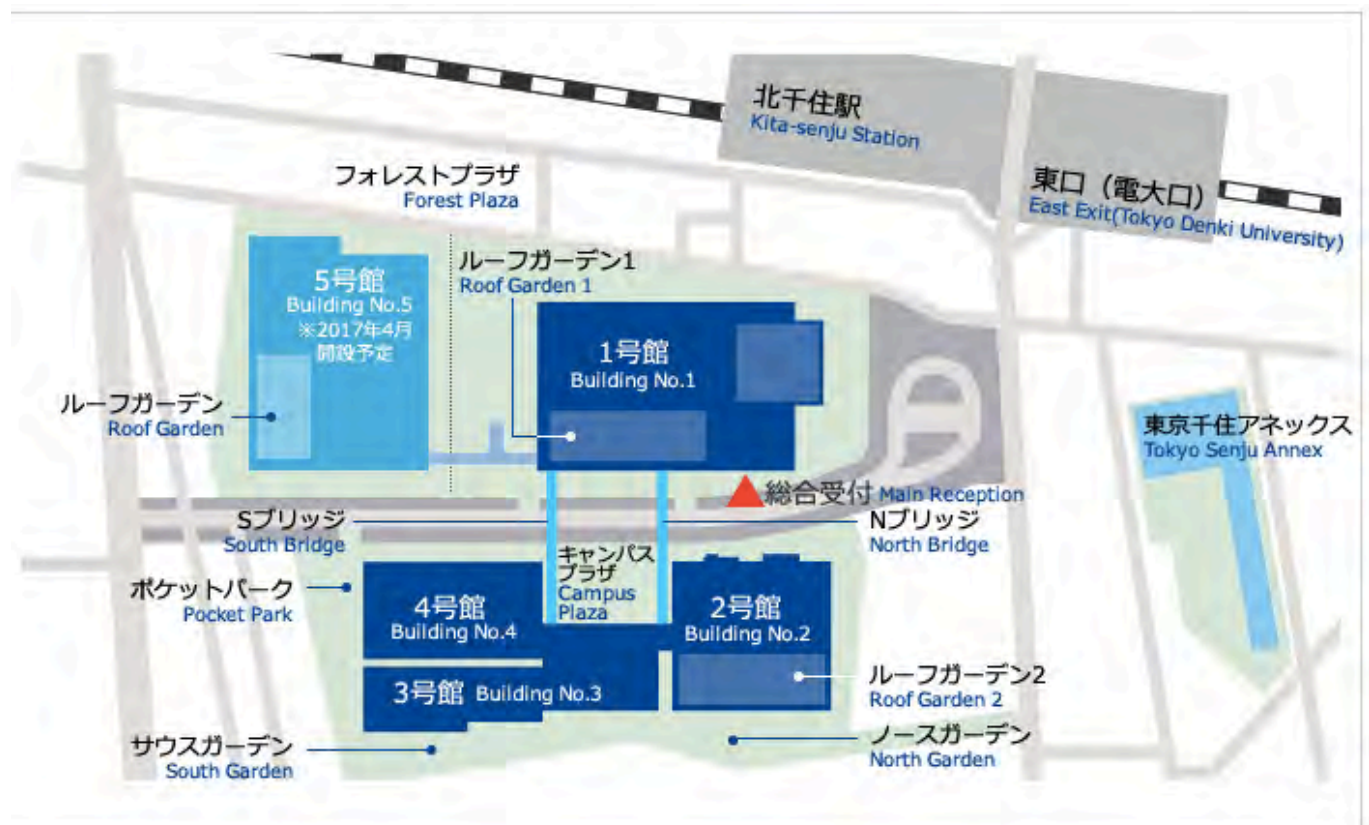 北千住駅
Kita-senju Station
東口（電大口）
East Exit(Tokyo Denki University)
フォレストプラザ
Forest Plaza
ルーフガーデン1
Roof Garden 1
5号館
Building No.5
※2017年4月
開設予定
1号館
Building No.1
ルーフガーデン
Roof Garden
東京千住アネックス
Tokyo Senju Annex
総合受付 Main Reception
Sブリッジ
South Bridge
Nブリッジ
North Bridge
キャンパス
プラザ
Campus
Plaza
ポケットパーク
Pocket Park
4号館
Building No.4
2号館
Building No.2
3号館 Building No.3
ルーフガーデン2
Roof Garden 2
サウスガーデン
South Garden
ノースガーデン
North Garden